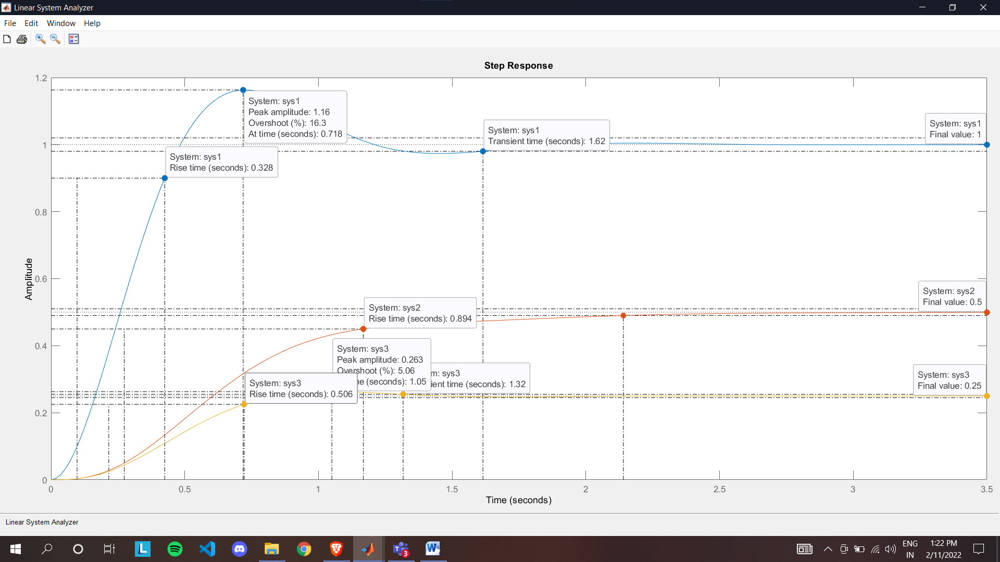 Linear System Analyzer
File Edit Window Help
Step Response
System: sys1
Peak amplitude: 1.16
Overshoot (%): 16.3
At time (seconds): 0.718
System: sys1
Transient time (seconds): 1.62
System: sys1
Final value: 1
System: sys1
Rise time (seconds): 0.328
System: sys2
Rise time (seconds): 0.894
System: sys2
Final value: 0.5
System: sys3
Peak amplitude: 0.263
Overshoot (%): 5.06
(seconds): 1.05
sys3
time (seconds): 1.32
System: sys3
Rise time (seconds): 0.506
System: sys3
Final value: 0.25
Amplitude
1.2
1
0.8
0.6
0.4
0.2
0
0 0.5 1 1.5 2 2.5 3 3.5
Time (seconds)
Linear System Analyzer
L
T
3
W
ENG
IN
1:22 PM
2/11/2022